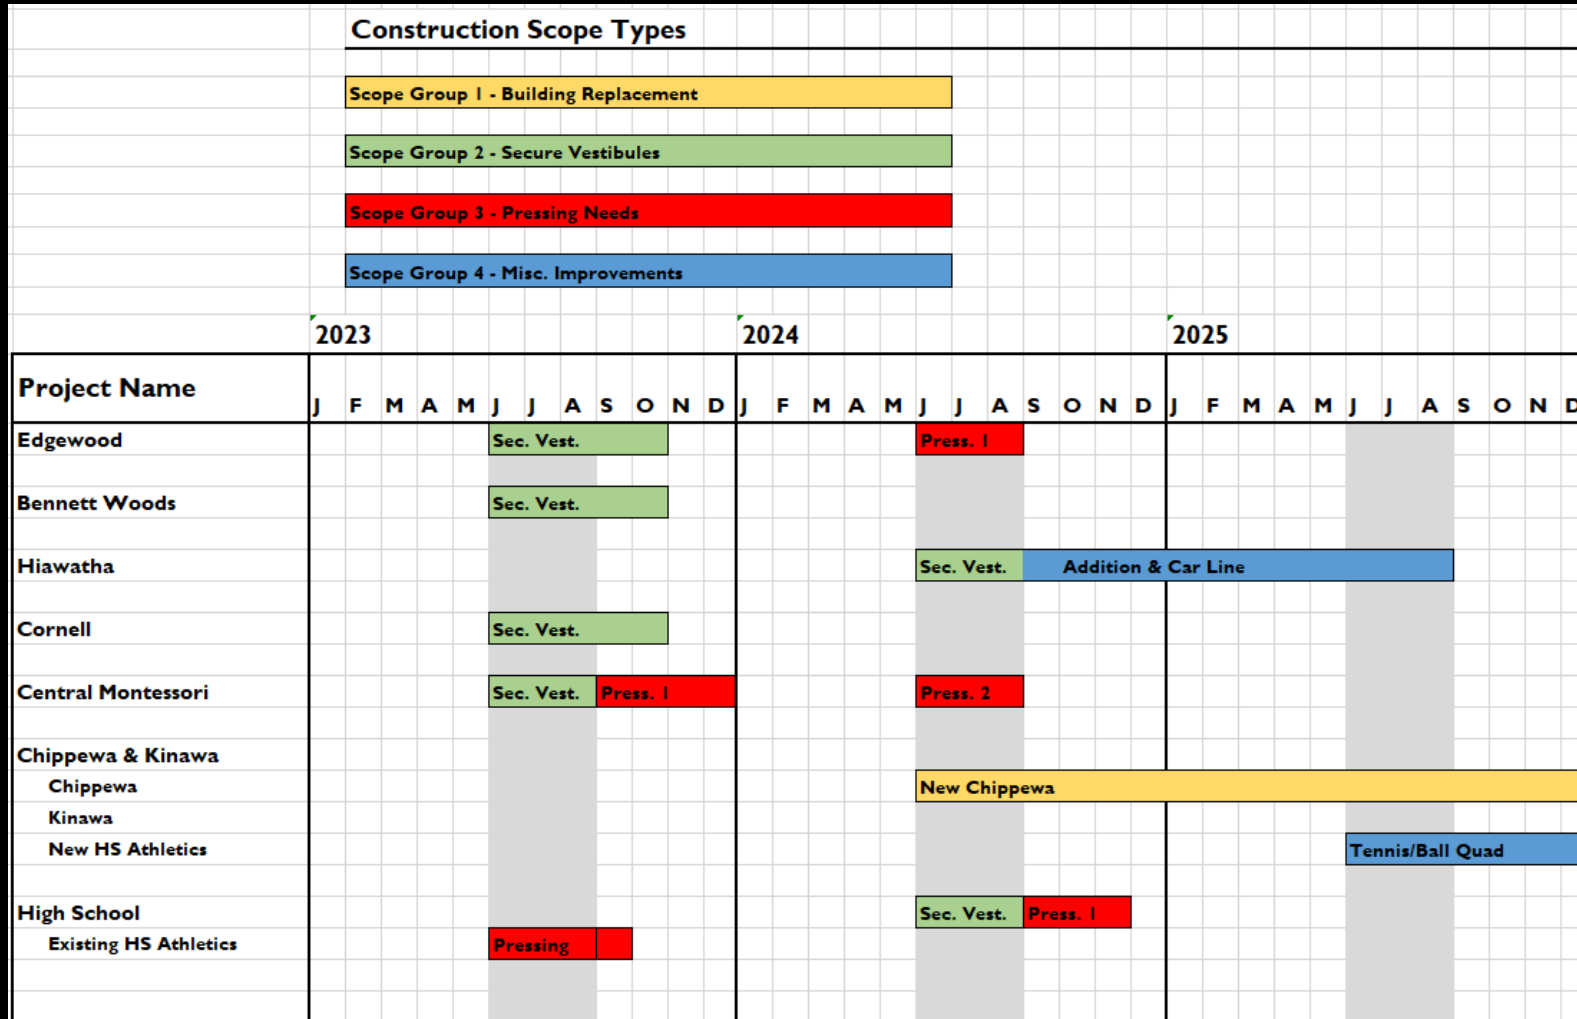 Construction Scope Types
Scope Group 1 - Building Replacement
Scope Group 2 - Secure Vestibules
Scope Group 3 - Pressing Needs
Scope Group 4 - Misc. Improvements
2023 2024 2025
Project Name J F M A M J J A S O N D J F M A M J J A S O N D J F M A M J J A S O N D
Edgewood Sec. Vest. Press. 1
Bennett Woods Sec. Vest.
Hiawatha Sec. Vest. Addition & Car Line
Cornell Sec. Vest.
Central Montessori Sec. Vest. Press. 1 Press. 2
Chippewa & Kinawa
Chippewa New Chippewa
Kinawa
New HS Athletics Tennis/Ball Quad
High School Sec. Vest. Press. 1
Existing HS Athletics Pressing